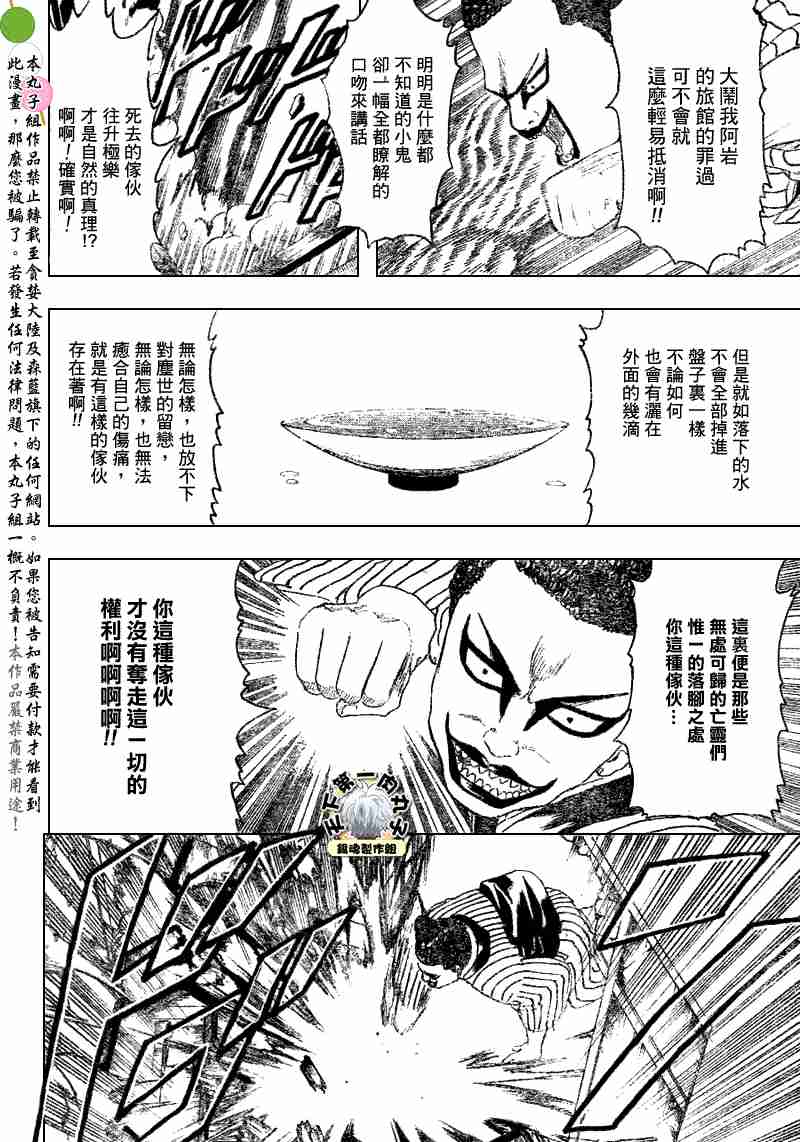 大鬧我阿岩
的旅館的罪過
可不會就
這麼輕易抵消啊!!
明明是什麼都
不知道的小鬼
卻一幅全都瞭解的
口吻來講話
死去的傢伙
往升極樂
才是自然的真理!?
啊啊！確實啊！
但是就如落下的水
不會全部掉進
盤子裏一樣
不論如何
也會有灑在
外面的幾滴
無論怎樣，也放不下
對塵世的留戀，
無論怎樣，也無法
癒合自己的傷痛，
就是有這樣的傢伙
存在著啊!!
這裏便是那些
無處可歸的亡靈們
惟一的落腳之處
你這種傢伙…
你這種傢伙
才沒有奪走這一切的
權利啊啊啊啊!!
天下第一肉丸子
銀魂製作組
本丸子組作品禁止轉載至貪婪大陸及森藍旗下的任何網站。如果您被告知需要付款才能看到
此漫畫，那麼您被騙了。若發生任何法律問題，本丸子組一概不負責！本作品嚴禁商業用途！